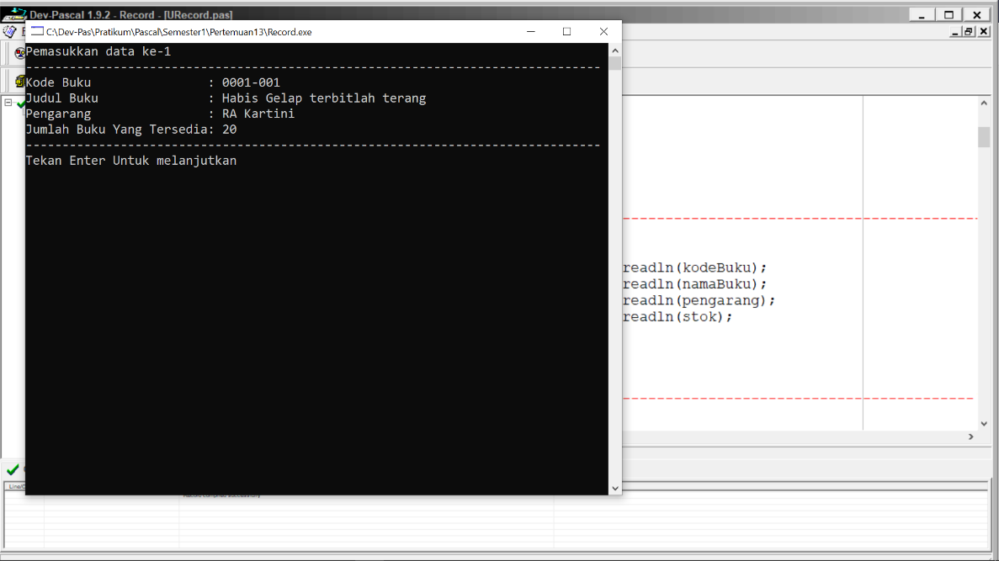 Dev-Pascal 1.9.2 - Record - [URecord.pas]
C:\Dev-Pas\Pratikum\Pascal\Semester1\Pertemuan13\Record.exe
Pemasukkan data ke-1
-------------------------------------------------------------------------------
Kode Buku                : 0001-001
Judul Buku               : Habis Gelap terbitlah terang
Pengarang                : RA Kartini
Jumlah Buku Yang Tersedia: 20
-------------------------------------------------------------------------------
Tekan Enter Untuk melanjutkan
readln(kodeBuku);
readln(namaBuku);
readln(pengarang);
readln(stok);